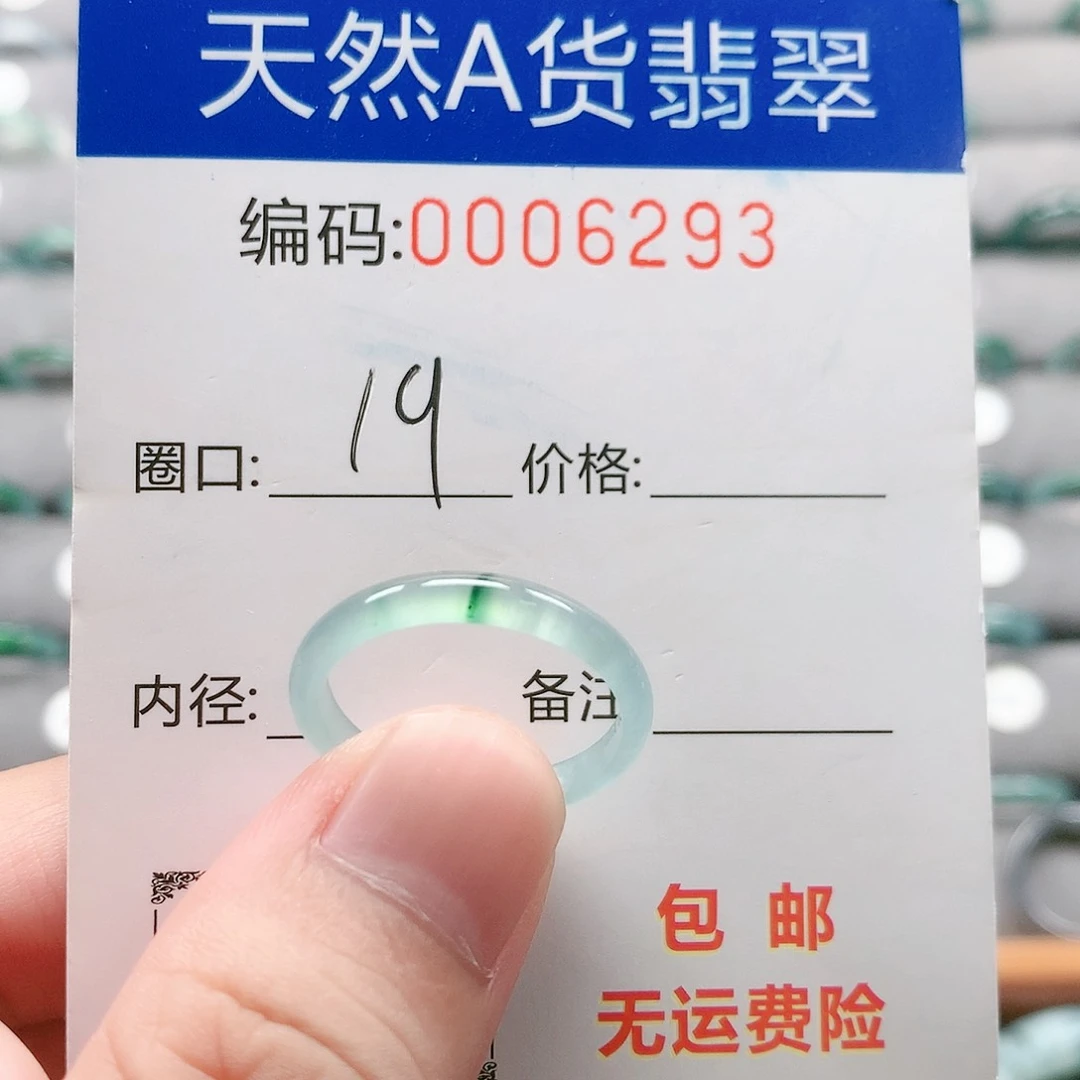 天然A货翡翠
编码:0006293
圈口: 19 价格:
内径: 备注
包 邮
无运费险